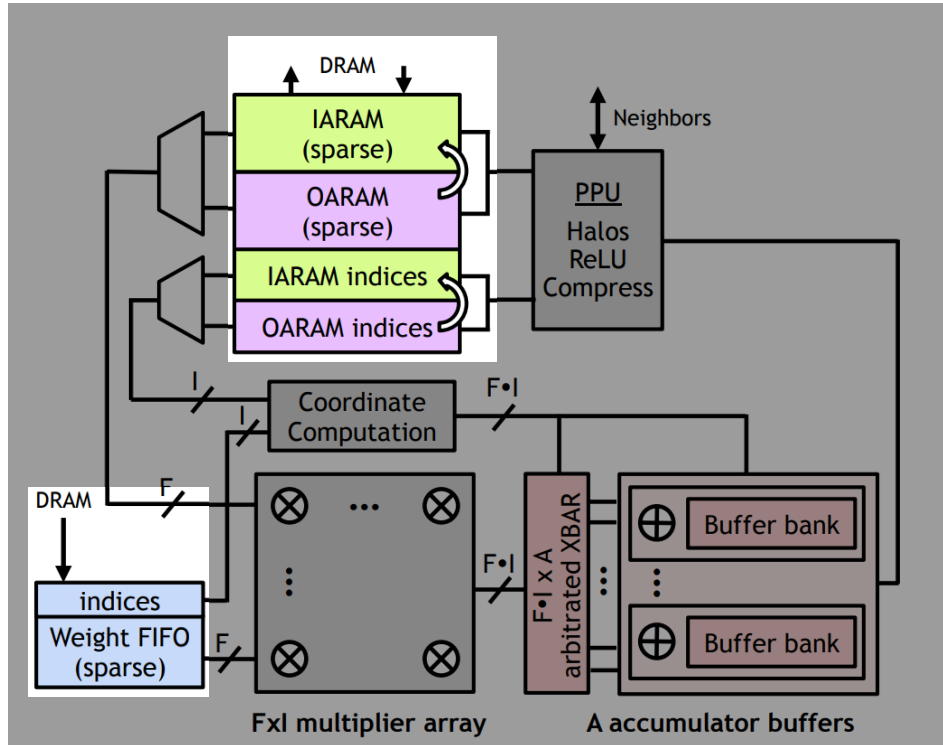 DRAM
IARAM
(sparse)
OARAM
(sparse)
IARAM indices
OARAM indices
Neighbors
PPU
Halos
ReLU
Compress
I
I
Coordinate
Computation
F•I
F
DRAM
indices
Weight FIFO
(sparse)
F
...
...
F•I
F•I x A
arbitrated XBAR
...
Buffer bank
...
Buffer bank
FxI multiplier array
A accumulator buffers